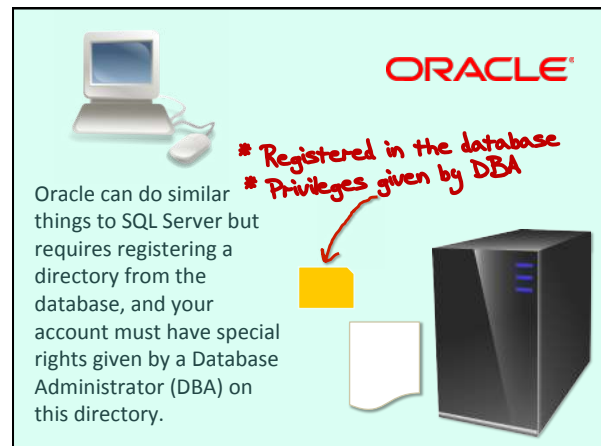 ORACLE®
* Registered in the database
* Privileges given by DBA
Oracle can do similar
things to SQL Server but
requires registering a
directory from the
database, and your
account must have special
rights given by a Database
Administrator (DBA) on
this directory.